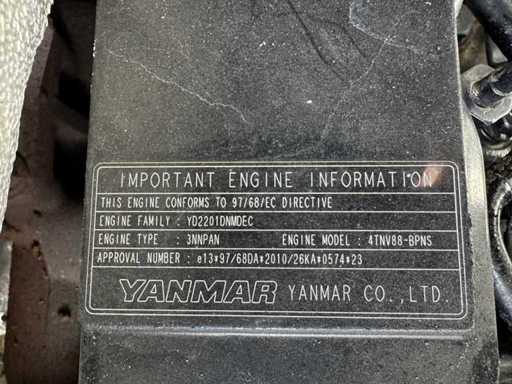 IMPORTANT ENGINE INFORMATION
THIS ENGINE CONFORMS TO 97/68/EC DIRECTIVE
ENGINE FAMILY : YD2201DNMDEC
ENGINE TYPE : 3NNPAN ENGINE MODEL : 4TNV88-BPNS
APPROVAL NUMBER : e13*97/68DA*2010/26KA*0574*23
YANMAR YANMAR CO.,LTD.